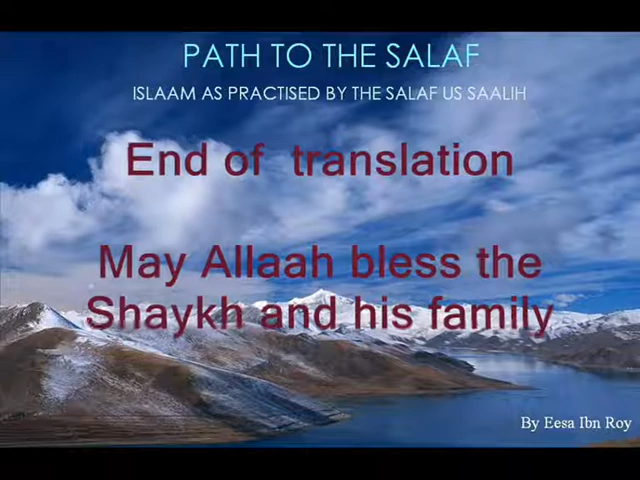 PATH TO THE SALAF
ISLAAM AS PRACTISED BY THE SALAF US SAALIH
End of translation
May Allaah bless the
Shaykh and his family
By Eesa Ibn Roy